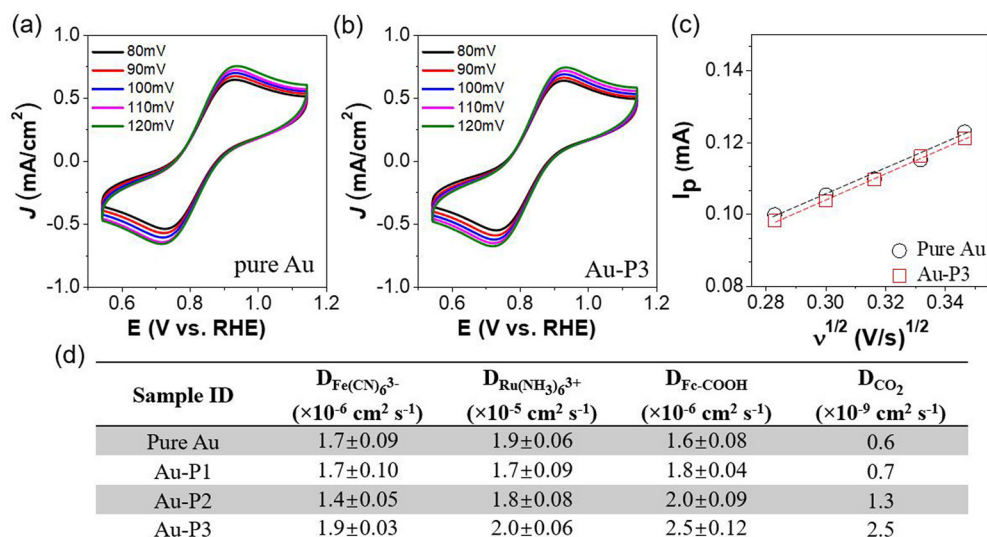 (a)
1.0
0.5
0.0
-0.5
-1.0
J (mA/cm²)
80mV
90mV
100mV
110mV
120mV
pure Au
0.6 0.8 1.0 1.2
E (V vs. RHE)
(b)
1.0
0.5
0.0
-0.5
-1.0
J (mA/cm²)
80mV
90mV
100mV
110mV
120mV
Au-P3
0.6 0.8 1.0 1.2
E (V vs. RHE)
(c)
0.14
0.12
0.10
0.08
Ip (mA)
Pure Au
Au-P3
0.28 0.30 0.32 0.34
ν^1/2 (V/s)^1/2
(d)
Sample ID D_Fe(CN)₆³⁻ (×10⁻⁶ cm² s⁻¹) D_Ru(NH₃)₆³⁺ (×10⁻⁵ cm² s⁻¹) D_Fc-COOH (×10⁻⁶ cm² s⁻¹) D_CO₂ (×10⁻⁹ cm² s⁻¹)
Pure Au 1.7±0.09 1.9±0.06 1.6±0.08 0.6
Au-P1 1.7±0.10 1.7±0.09 1.8±0.04 0.7
Au-P2 1.4±0.05 1.8±0.08 2.0±0.09 1.3
Au-P3 1.9±0.03 2.0±0.06 2.5±0.12 2.5